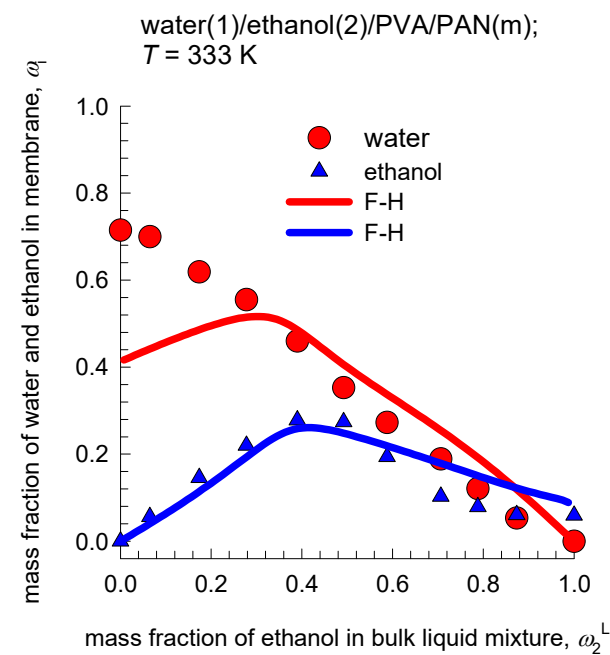 water(1)/ethanol(2)/PVA/PAN(m);
T = 333 K
mass fraction of water and ethanol in membrane, ωi
1.0
0.8
0.6
0.4
0.2
0.0
water
ethanol
F-H
F-H
0.0 0.2 0.4 0.6 0.8 1.0
mass fraction of ethanol in bulk liquid mixture, ω₂ᴸ